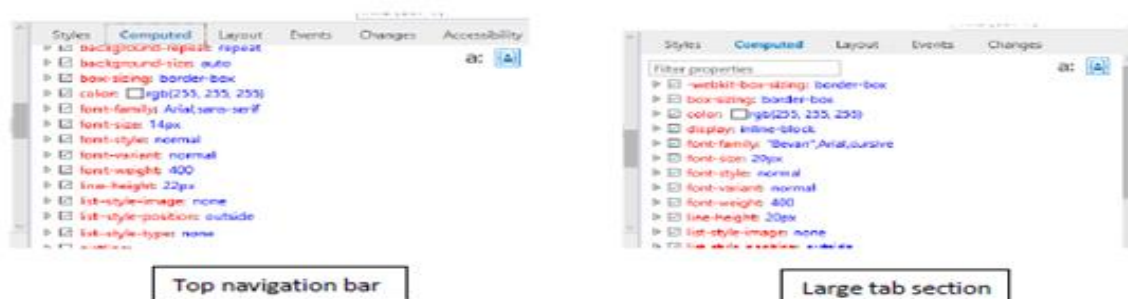 Styles Computed Layout Events Changes Accessibility
background-repeat: repeat
a:
background-size: auto
box-sizing: border-box
color: rgb(255, 255, 255)
font-family: Arial,sans-serif
font-size: 14px
font-style: normal
font-variant: normal
font-weight: 400
line-height: 22px
list-style-image: none
list-style-position: outside
list-style-type: none
Top navigation bar
Styles Computed Layout Events Changes
Filter properties
a:
-webkit-box-sizing: border-box
box-sizing: border-box
color: rgb(255, 255, 255)
display: inline-block
font-family: "Bevan",Arial,cursive
font-size: 20px
font-style: normal
font-variant: normal
font-weight: 400
line-height: 20px
list-style-image: none
list-style-position: outside
Large tab section